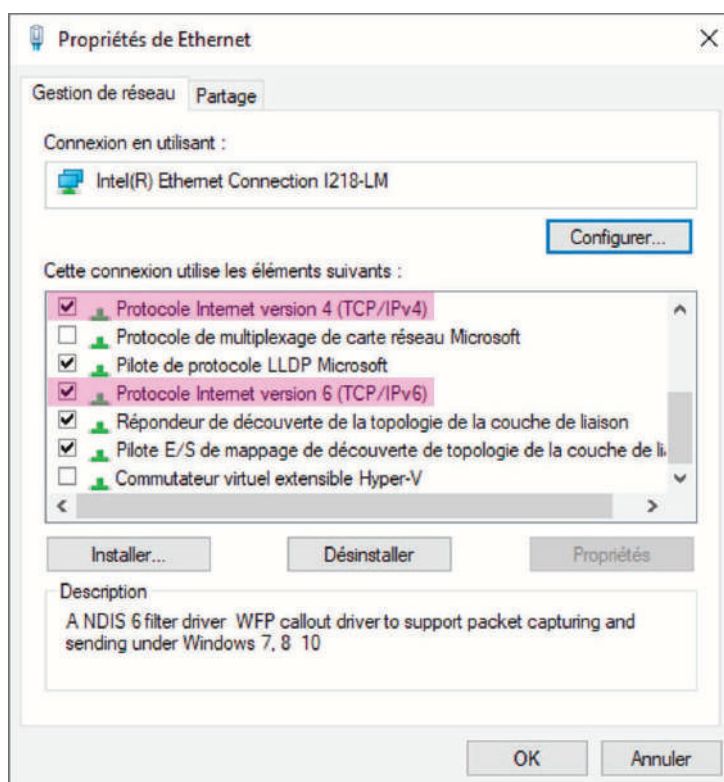 Propriétés de Ethernet
Gestion de réseau
Partage
Connexion en utilisant :
Intel(R) Ethernet Connection I218-LM
Configurer...
Cette connexion utilise les éléments suivants :
Protocole Internet version 4 (TCP/IPv4)
Protocole de multiplexage de carte réseau Microsoft
Pilote de protocole LLDP Microsoft
Protocole Internet version 6 (TCP/IPv6)
Répondeur de découverte de la topologie de la couche de liaison
Pilote E/S de mappage de découverte de topologie de la couche de li
Commutateur virtuel extensible Hyper-V
Installer...
Désinstaller
Propriétés
Description
A NDIS 6 filter driver WFP callout driver to support packet capturing and
sending under Windows 7, 8 10
OK
Annuler